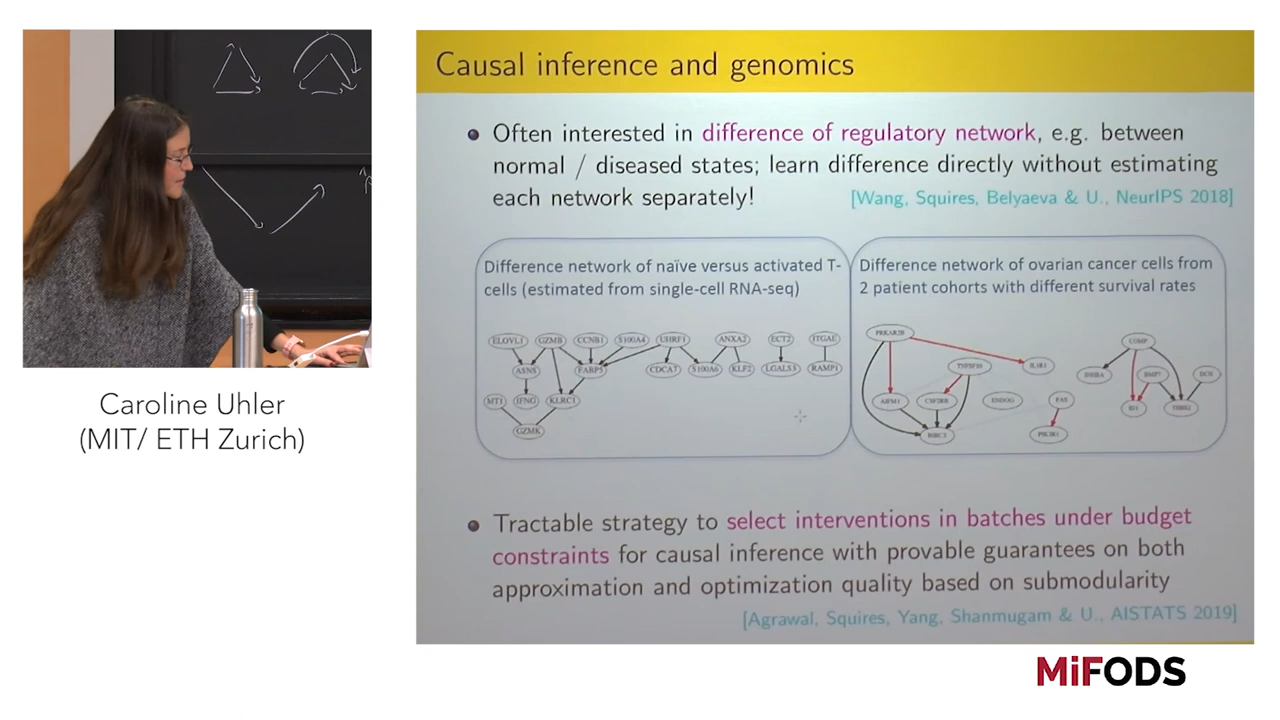 Causal inference and genomics
Often interested in difference of regulatory network, e.g. between
normal / diseased states; learn difference directly without estimating
each network separately!
[Wang, Squires, Belyaeva & U., NeurIPS 2018]
Difference network of naïve versus activated T-
cells (estimated from single-cell RNA-seq)
ELOVL1 GZMB CCNB1 S100A4 UHRF1 ANXA2 ECT2 ITGAE
ASNS FABP5 CDCA7 S100A6 KLF2 LGALS3 RAMP1
IFNG KLRC1
GZMK
Difference network of ovarian cancer cells from
2 patient cohorts with different survival rates
PRKAR2B
COMP
BMP7 DCN
AIFM1 ENDOG FAS
BIRC3 PIK3R1
Tractable strategy to select interventions in batches under budget
constraints for causal inference with provable guarantees on both
approximation and optimization quality based on submodularity
[Agrawal, Squires, Yang, Shanmugam & U., AISTATS 2019]
Caroline Uhler
(MIT/ ETH Zurich)
MiFODS